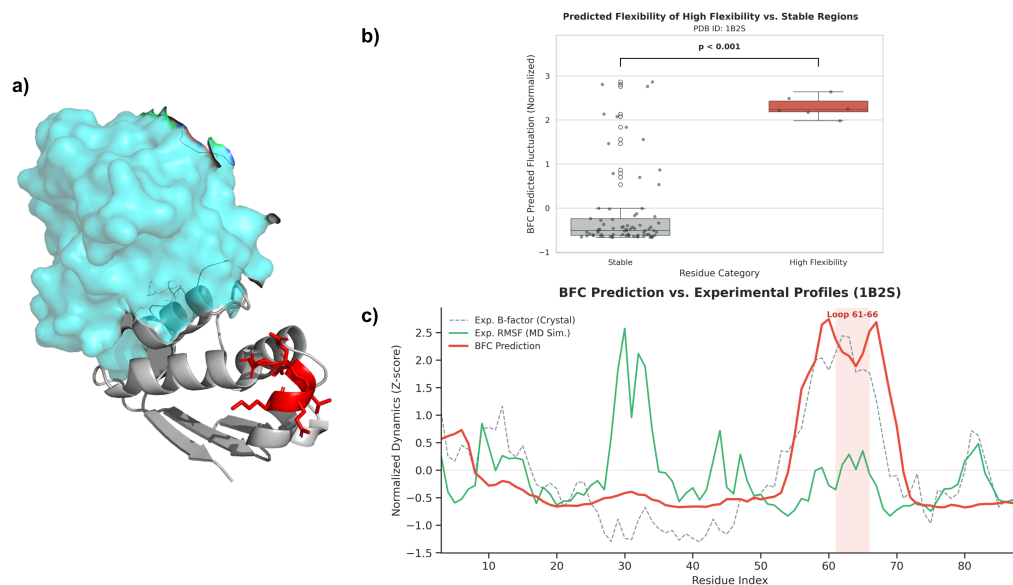 a)
b)
Predicted Flexibility of High Flexibility vs. Stable Regions
PDB ID: 1B2S
p < 0.001
BFC Predicted Fluctuation (Normalized)
3
2
1
0
−1
Stable
High Flexibility
Residue Category
c)
BFC Prediction vs. Experimental Profiles (1B2S)
Exp. B-factor (Crystal)
Exp. RMSF (MD Sim.)
BFC Prediction
Loop 61-66
Normalized Dynamics (Z-score)
2.5
2.0
1.5
1.0
0.5
0.0
−0.5
−1.0
−1.5
10 20 30 40 50 60 70 80
Residue Index